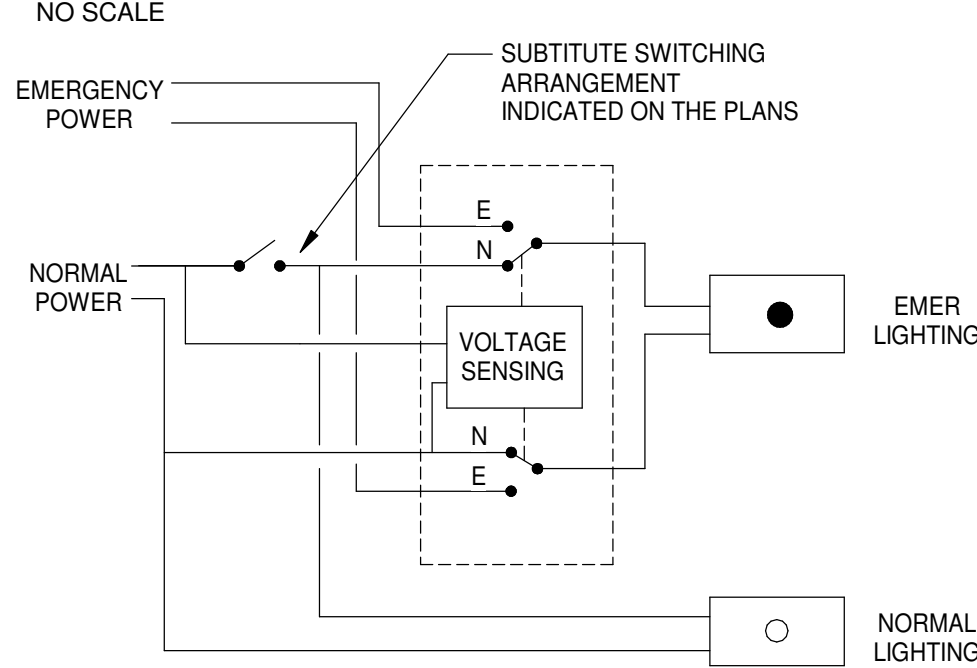 NO SCALE
SUBTITUTE SWITCHING
ARRANGEMENT
INDICATED ON THE PLANS
EMERGENCY
POWER
E
N
NORMAL
POWER
VOLTAGE
SENSING
EMER
LIGHTING
N
E
NORMAL
LIGHTING